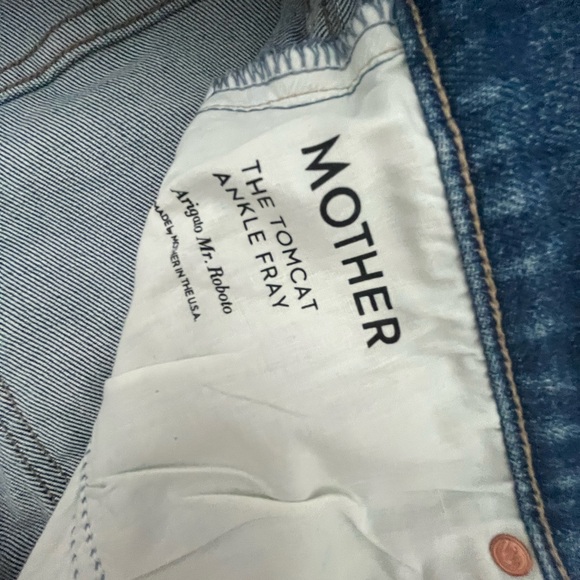 MOTHER
THE TOMCAT
ANKLE FRAY
Arigato Mr. Roboto
MADE by MOTHER IN THE U.S.A.